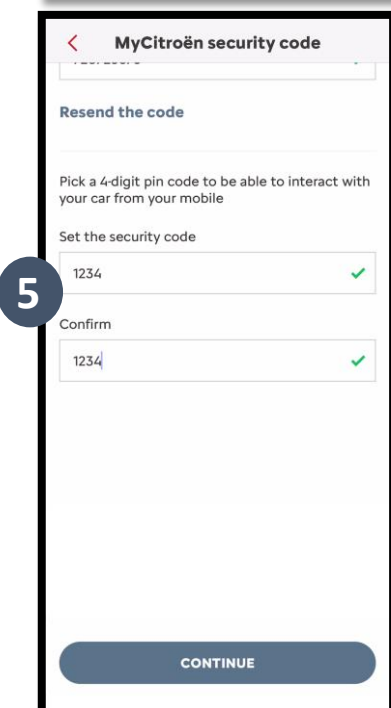 MyCitroën security code
Resend the code
Pick a 4-digit pin code to be able to interact with
your car from your mobile
Set the security code
5
1234
Confirm
1234
CONTINUE